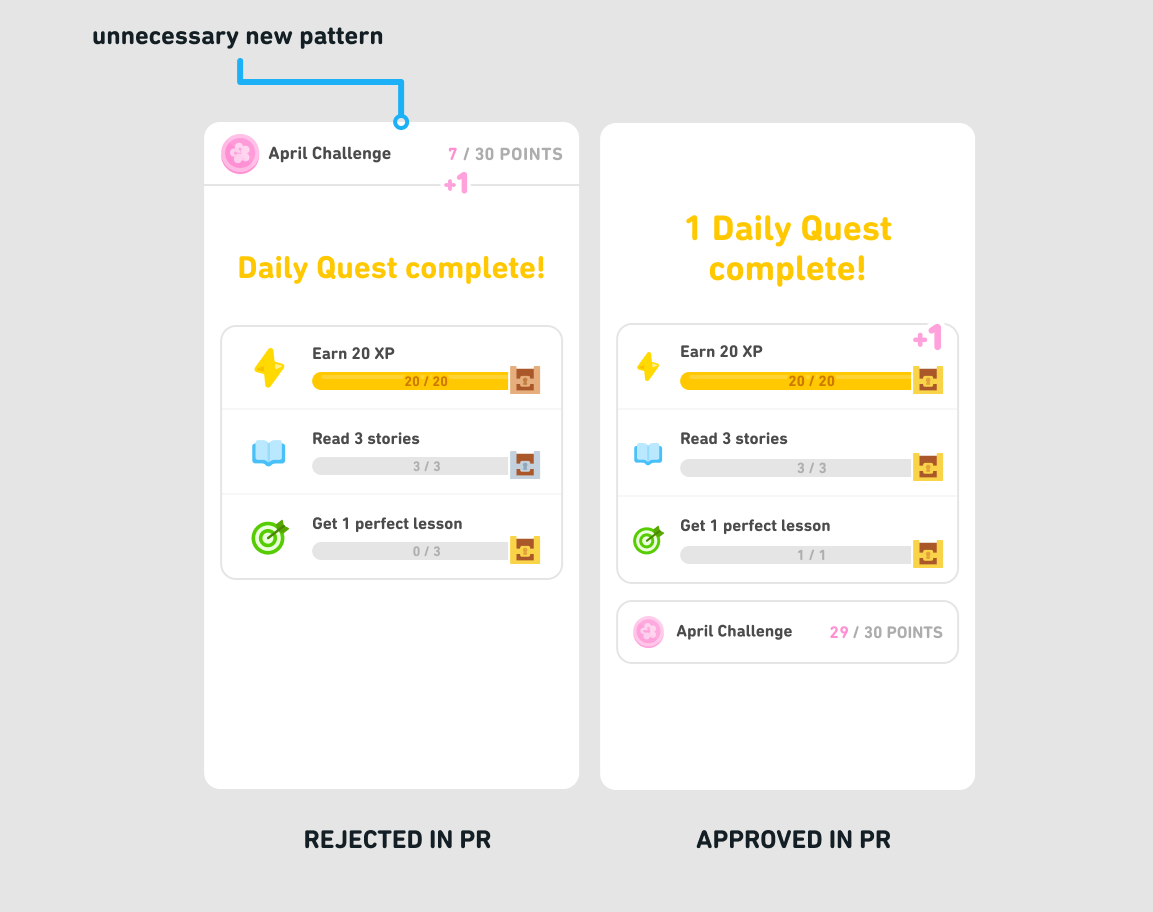 unnecessary new pattern
April Challenge
7 / 30 POINTS
+1
Daily Quest complete!
Earn 20 XP
20 / 20
Read 3 stories
3 / 3
Get 1 perfect lesson
0 / 3
1 Daily Quest
complete!
+1
Earn 20 XP
20 / 20
Read 3 stories
3 / 3
Get 1 perfect lesson
1 / 1
April Challenge
29 / 30 POINTS
REJECTED IN PR
APPROVED IN PR